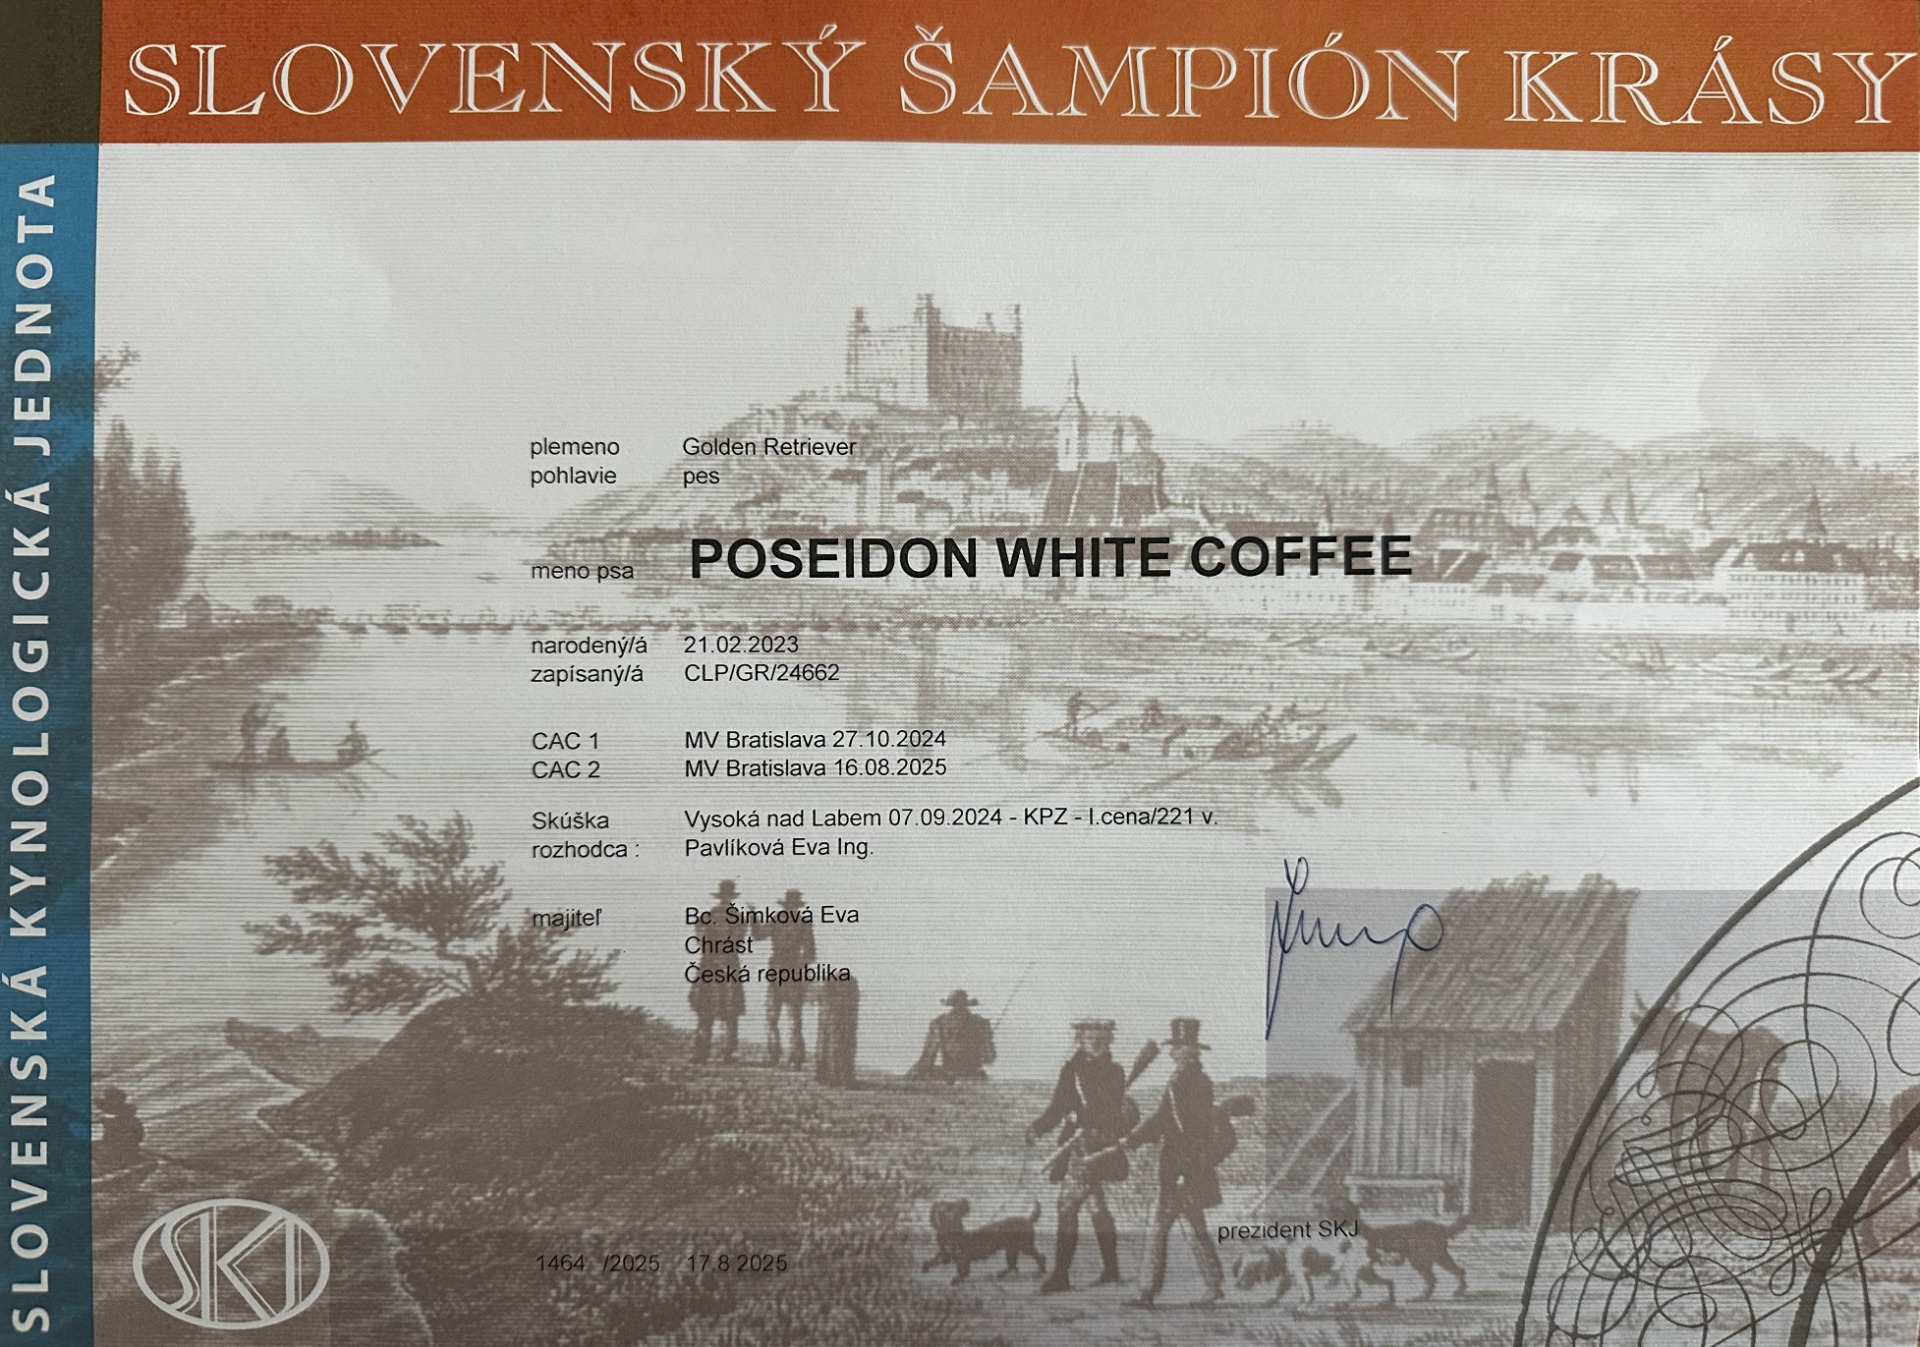 SLOVENSKÝ ŠAMPIÓN KRÁSY
SLOVENSKÁ KYNOLOGICKÁ JEDNOTA
plemeno Golden Retriever
pohlavie pes
meno psa POSEIDON WHITE COFFEE
narodený/á 21.02.2023
zapísaný/á CLP/GR/24662
CAC 1 MV Bratislava 27.10.2024
CAC 2 MV Bratislava 16.08.2025
Skúška Vysoká nad Labem 07.09.2024 - KPZ - I.cena/221 v.
rozhodca : Pavlíková Eva Ing.
majiteľ Bc. Šimková Eva
Chrást
Česká republika
prezident SKJ
1464 /2025 17.8.2025
SKJ